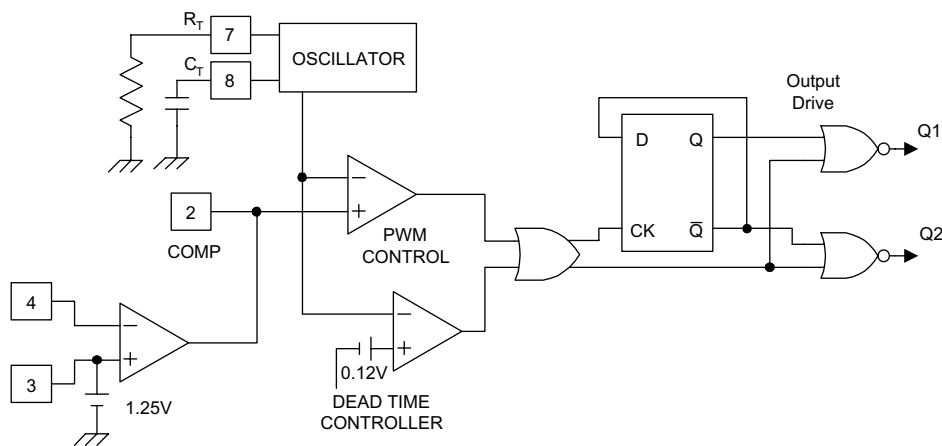 R_T
7
OSCILLATOR
C_T
8
Output
Drive
D
Q
Q1
−
+
2
COMP
PWM
CONTROL
CK
Q̅
Q2
4
−
3
+
1.25V
−
+
0.12V
DEAD TIME
CONTROLLER